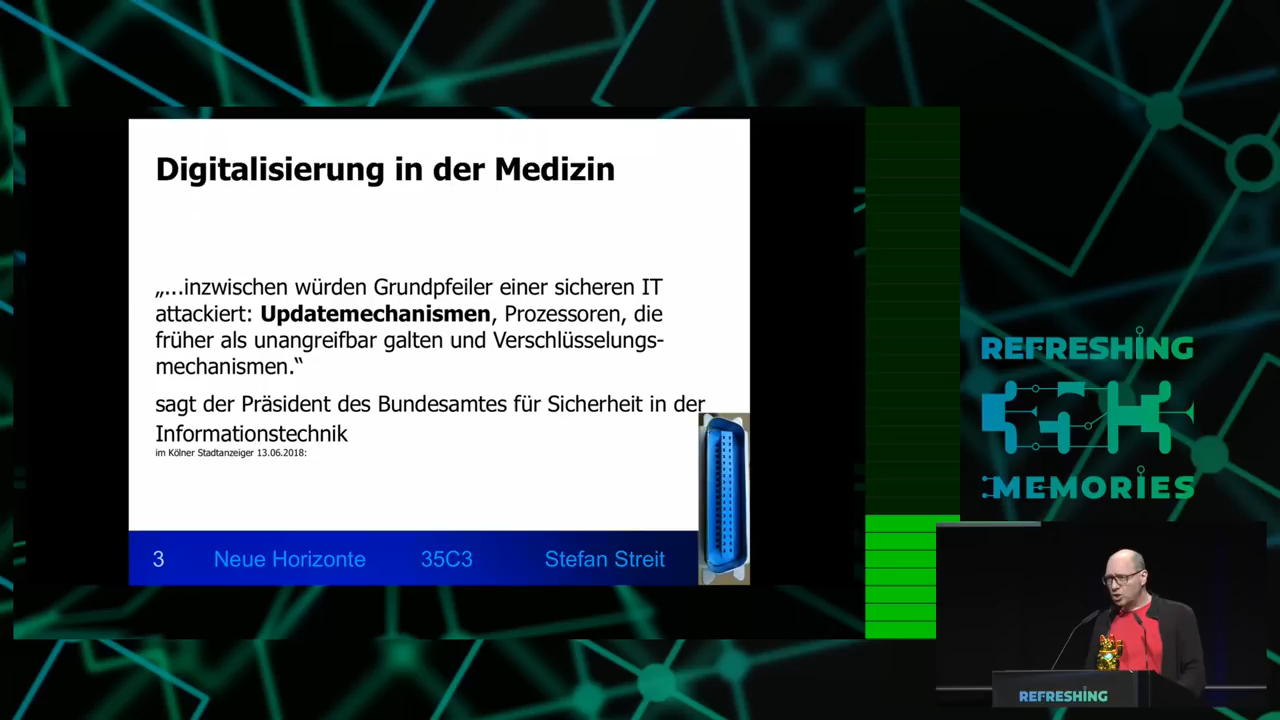 Digitalisierung in der Medizin
„...inzwischen würden Grundpfeiler einer sicheren IT
attackiert: Updatemechanismen, Prozessoren, die
früher als unangreifbar galten und Verschlüsselungs-
mechanismen.“
sagt der Präsident des Bundesamtes für Sicherheit in der
Informationstechnik
im Kölner Stadtanzeiger 13.06.2018:
3 Neue Horizonte 35C3 Stefan Streit
REFRESHING
35C3
MEMORIES
REFRESHING